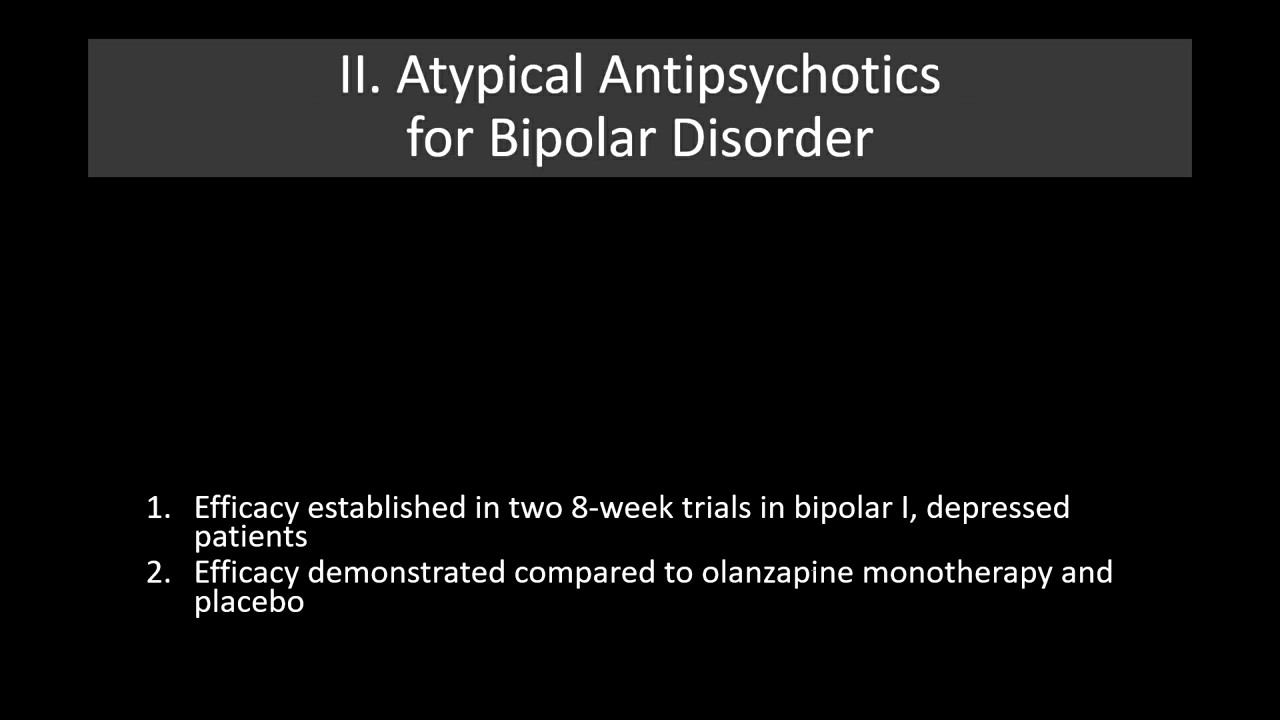 II. Atypical Antipsychotics
for Bipolar Disorder
1. Efficacy established in two 8-week trials in bipolar I, depressed
patients
2. Efficacy demonstrated compared to olanzapine monotherapy and
placebo